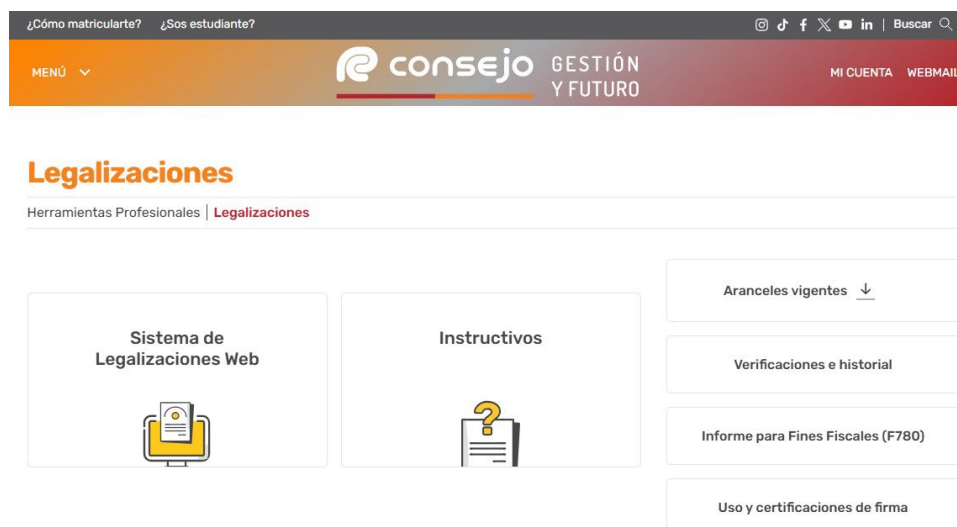 ¿Cómo matricularte? ¿Sos estudiante? | Buscar
MENÚ consejo GESTIÓN Y FUTURO MI CUENTA WEBMAIL
Legalizaciones
Herramientas Profesionales | Legalizaciones
Sistema de
Legalizaciones Web
Instructivos
Aranceles vigentes
Verificaciones e historial
Informe para Fines Fiscales (F780)
Uso y certificaciones de firma